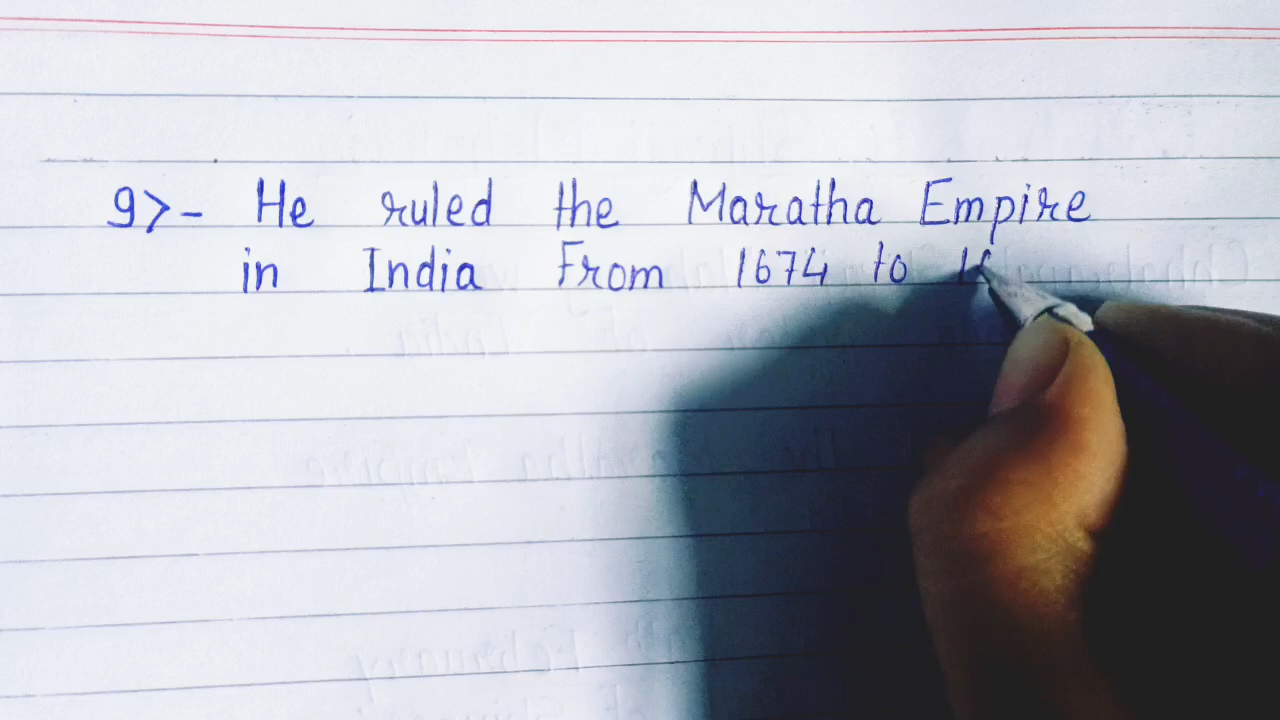 9>- He ruled the Maratha Empire
in India From 1674 to